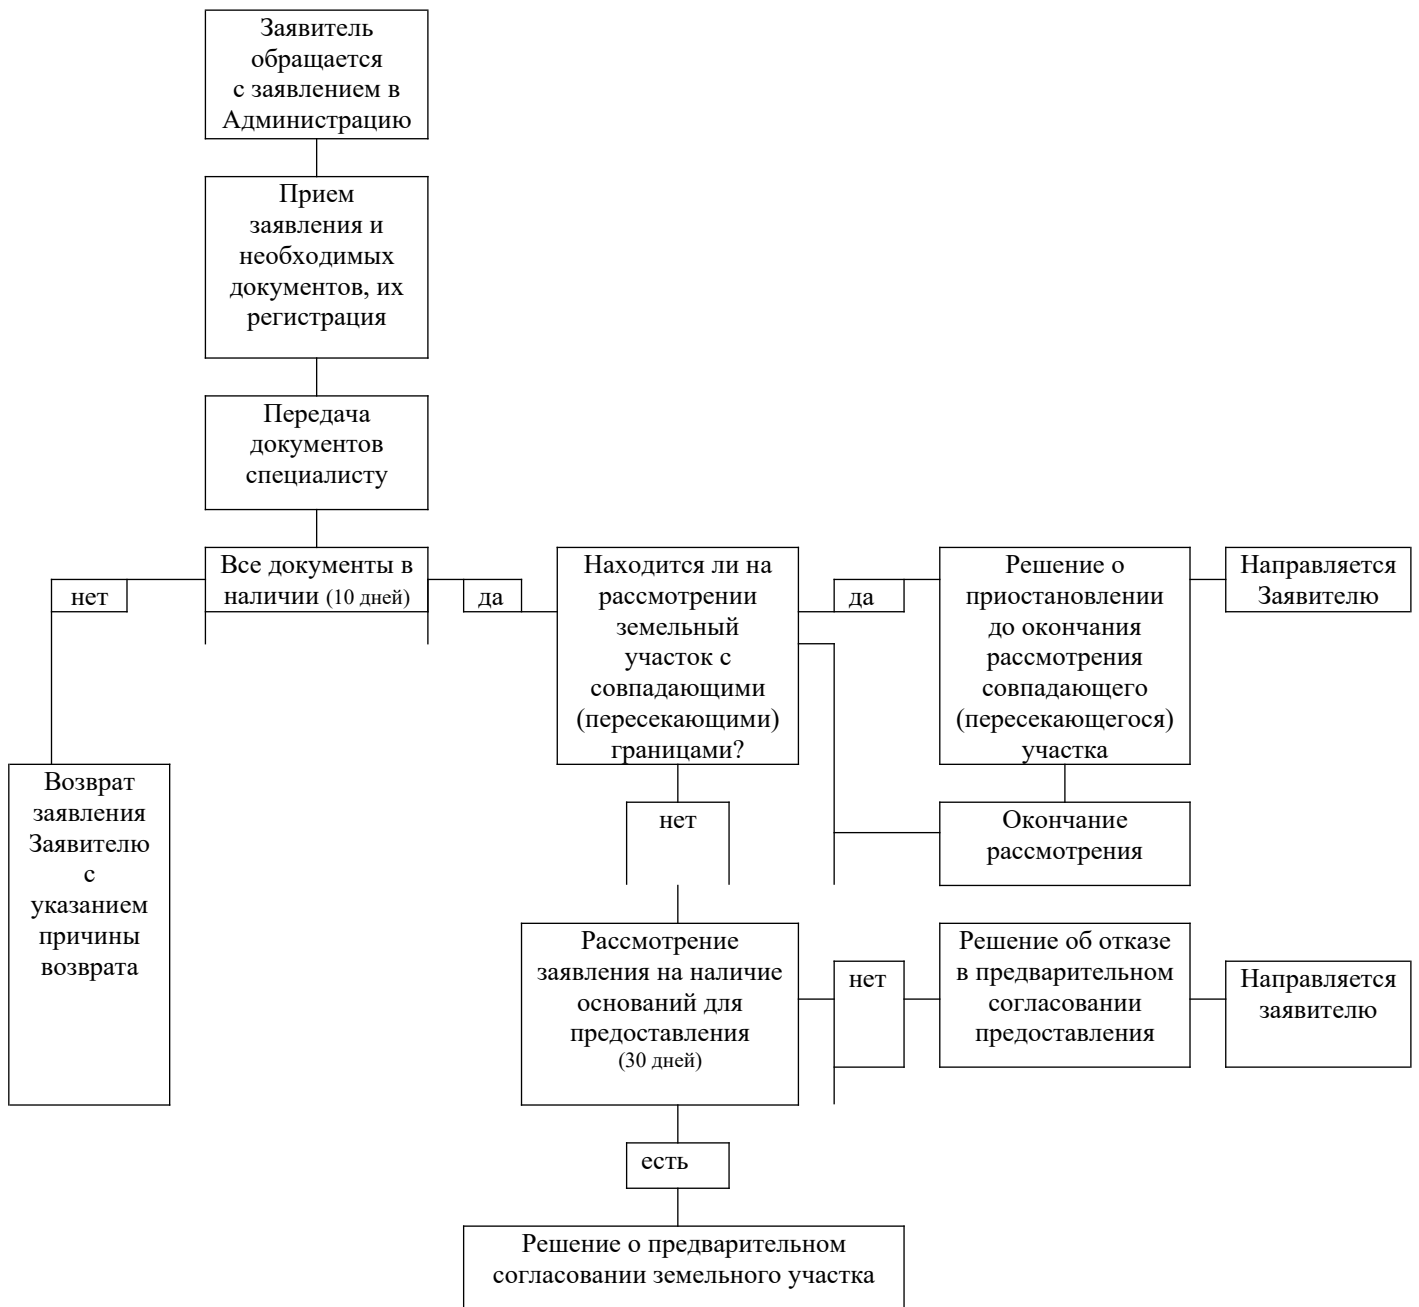 Заявитель
обращается
с заявлением в
Администрацию
Прием
заявления и
необходимых
документов, их
регистрация
Передача
документов
специалисту
Все документы в
наличии (10 дней)
нет
да
Находится ли на
рассмотрении
земельный
участок с
совпадающими
(пересекающими)
границами?
да
Решение о
приостановлении
до окончания
рассмотрения
совпадающего
(пересекающегося)
участка
Направляется
Заявителю
Возврат
заявления
Заявителю
с
указанием
причины
возврата
нет
Окончание
рассмотрения
Рассмотрение
заявления на наличие
оснований для
предоставления
(30 дней)
нет
Решение об отказе
в предварительном
согласовании
предоставления
Направляется
заявителю
есть
Решение о предварительном
согласовании земельного участка